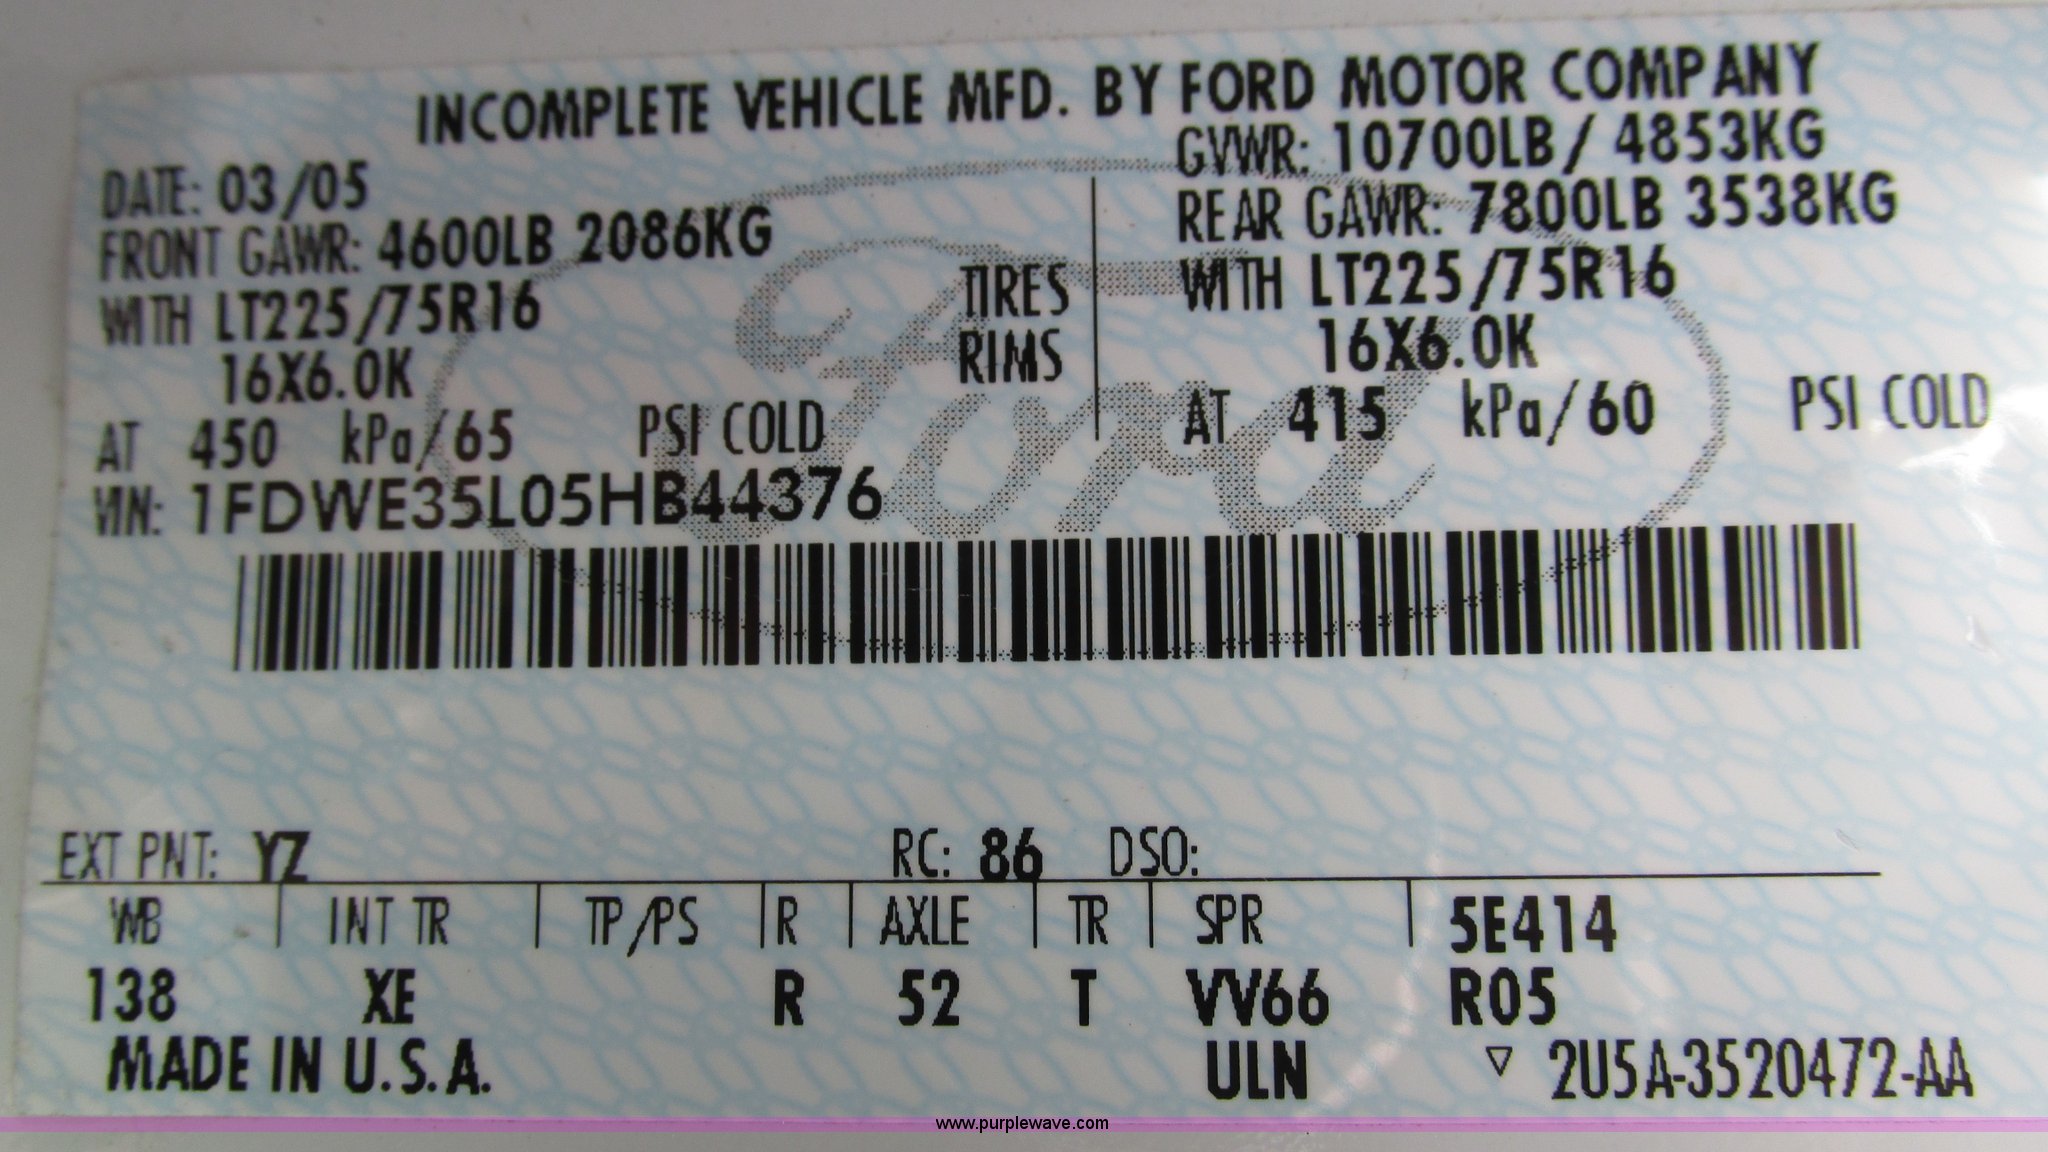 INCOMPLETE VEHICLE MFD. BY FORD MOTOR COMPANY
DATE: 03/05
GVWR: 10700LB/ 4853KG
FRONT GAWR: 4600LB 2086KG
REAR GAWR: 7800LB 3538KG
WITH LT225/75R16 TIRES WITH LT225/75R16
16X6.0K RIMS 16X6.0K
AT 450 kPa/65 PSI COLD AT 415 kPa/60 PSI COLD
VIN: 1FDWE35L05HB44376
Ford
EXT PNT: YZ RC: 86 DSO:
WB INT TR TP/PS R AXLE TR SPR 5E414
138 XE R 52 T VV66 R05
MADE IN U.S.A. ULN ▽ 2U5A-3520472-AA
www.purplewave.com